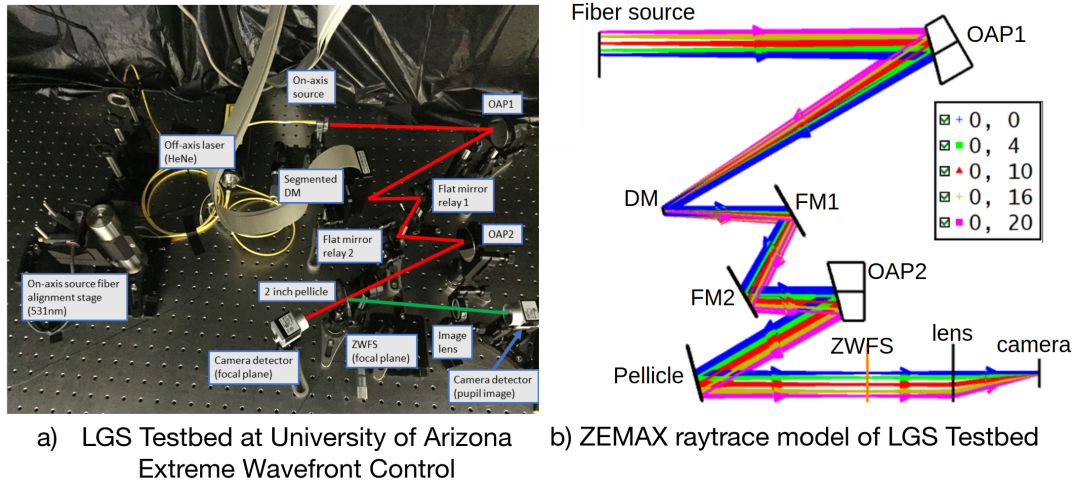 On-axis
source
OAP1
Off-axis laser
(HeNe)
Segmented
DM
Flat mirror
relay 1
Flat mirror
relay 2
OAP2
On-axis source fiber
alignment stage
(531nm)
2 inch pellicle
ZWFS
(focal plane)
Image
lens
Camera detector
(focal plane)
Camera detector
(pupil image)
a) LGS Testbed at University of Arizona
Extreme Wavefront Control
Fiber source
OAP1
0, 0
0, 4
0, 10
0, 16
0, 20
DM
FM1
OAP2
FM2
ZWFS
lens
camera
Pellicle
b) ZEMAX raytrace model of LGS Testbed